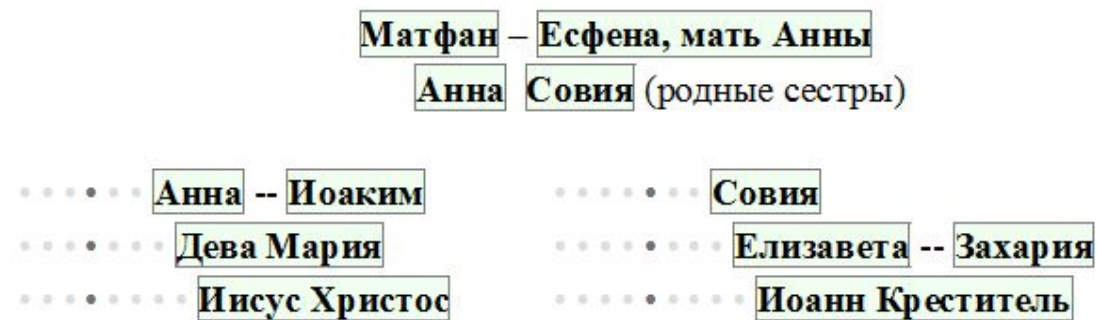 Матфан – Есфена, мать Анны
Анна Совия (родные сестры)
Анна -- Иоаким
Совия
Дева Мария
Елизавета -- Захария
Иисус Христос
Иоанн Креститель